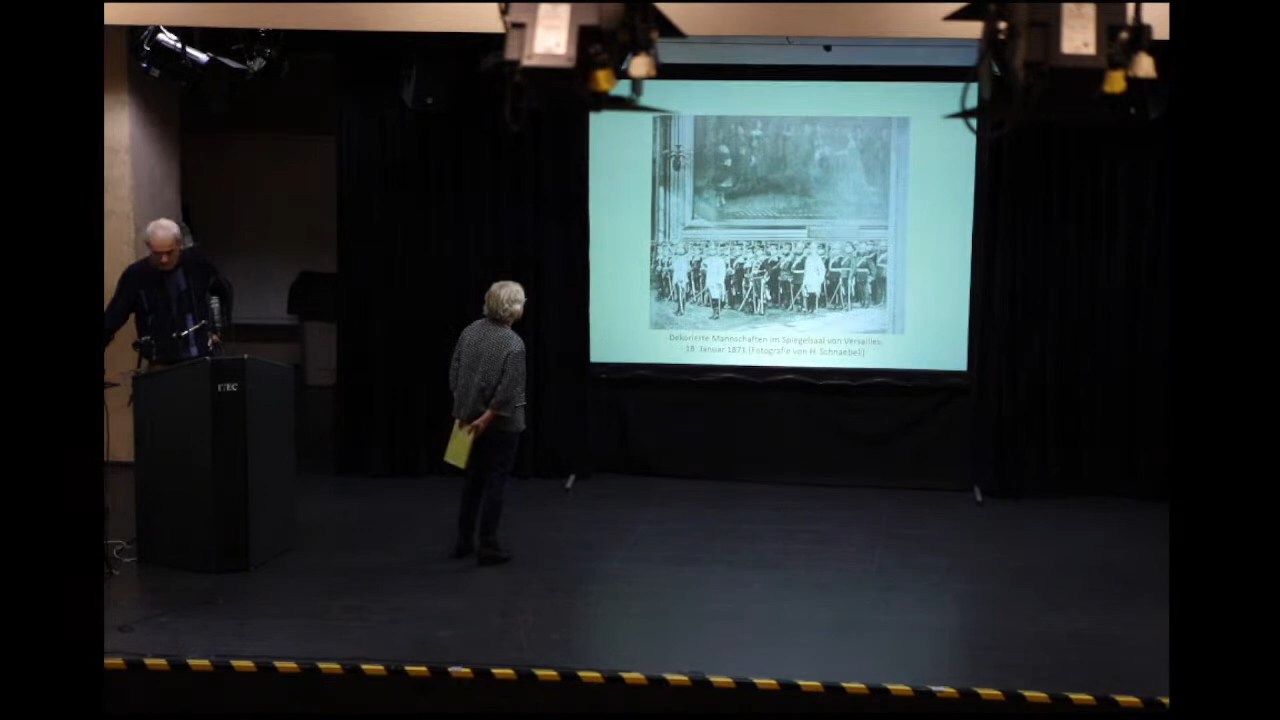 Dekorierte Mannschaften im Spiegelsaal von Versailles,
18. Januar 1871 (Fotografie von H. Schnaebeli)